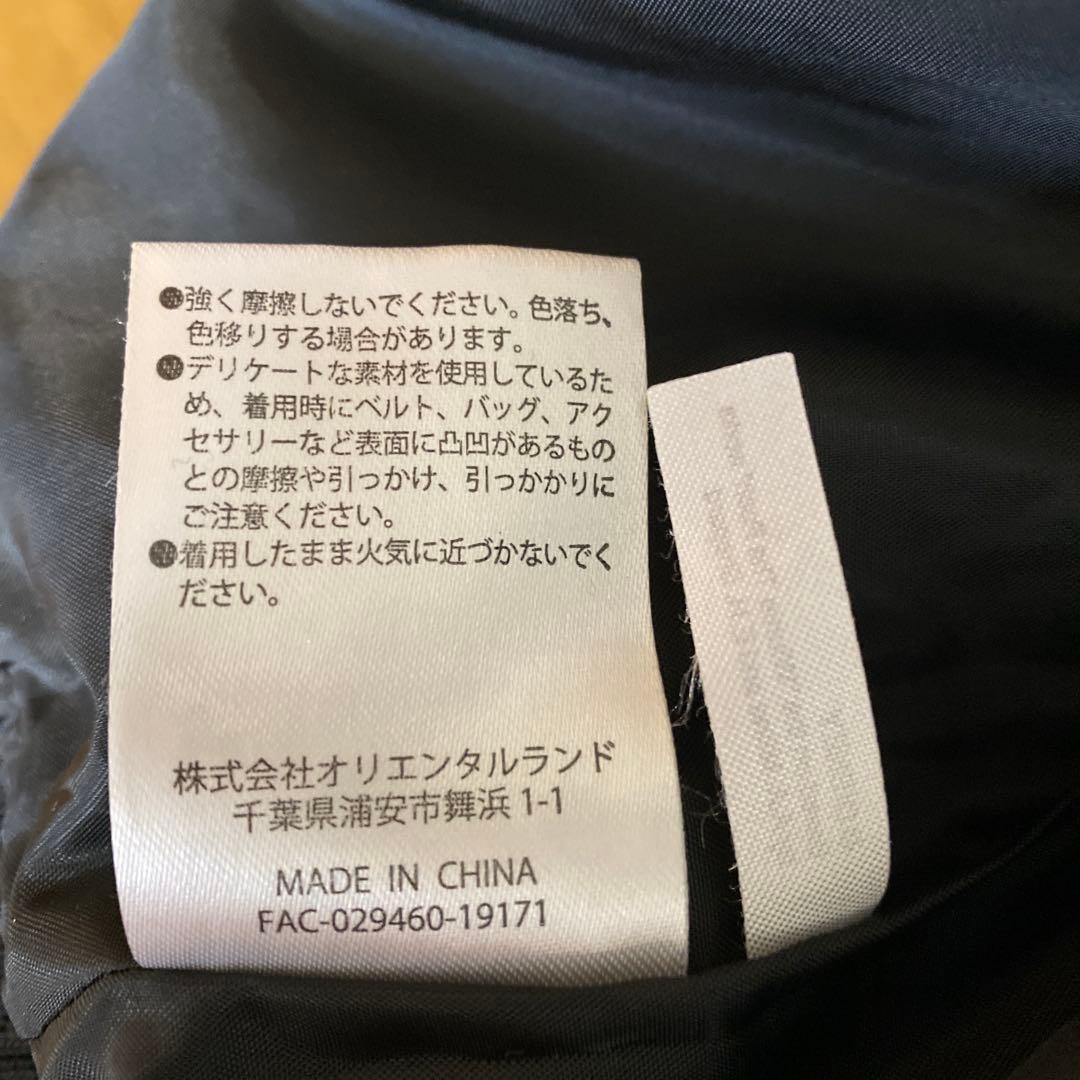 ●強く摩擦しないでください。色落ち、
色移りする場合があります。
●デリケートな素材を使用しているた
め、着用時にベルト、バッグ、アク
セサリーなど表面に凸凹があるもの
との摩擦や引っかけ、引っかかりに
ご注意ください。
●着用したまま火気に近づかないでく
ださい。
株式会社オリエンタルランド
千葉県浦安市舞浜1-1
MADE IN CHINA
FAC-029460-19171